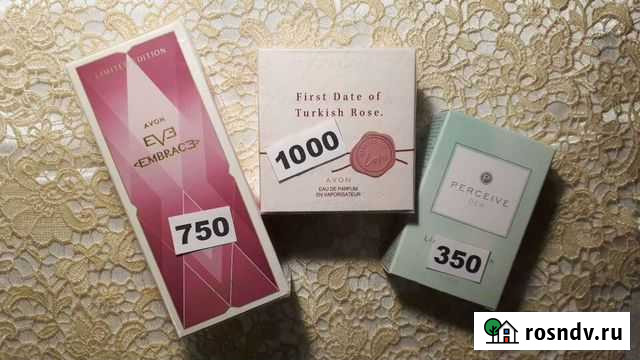 LIMITED EDITION
AVON
EVE
<EMBRACE>
750
First Date of
Turkish Rose.
1000
AVON
EAU DE PARFUM
EN VAPORISATEUR
P
PERCEIVE
DEW
350
rosndv.ru